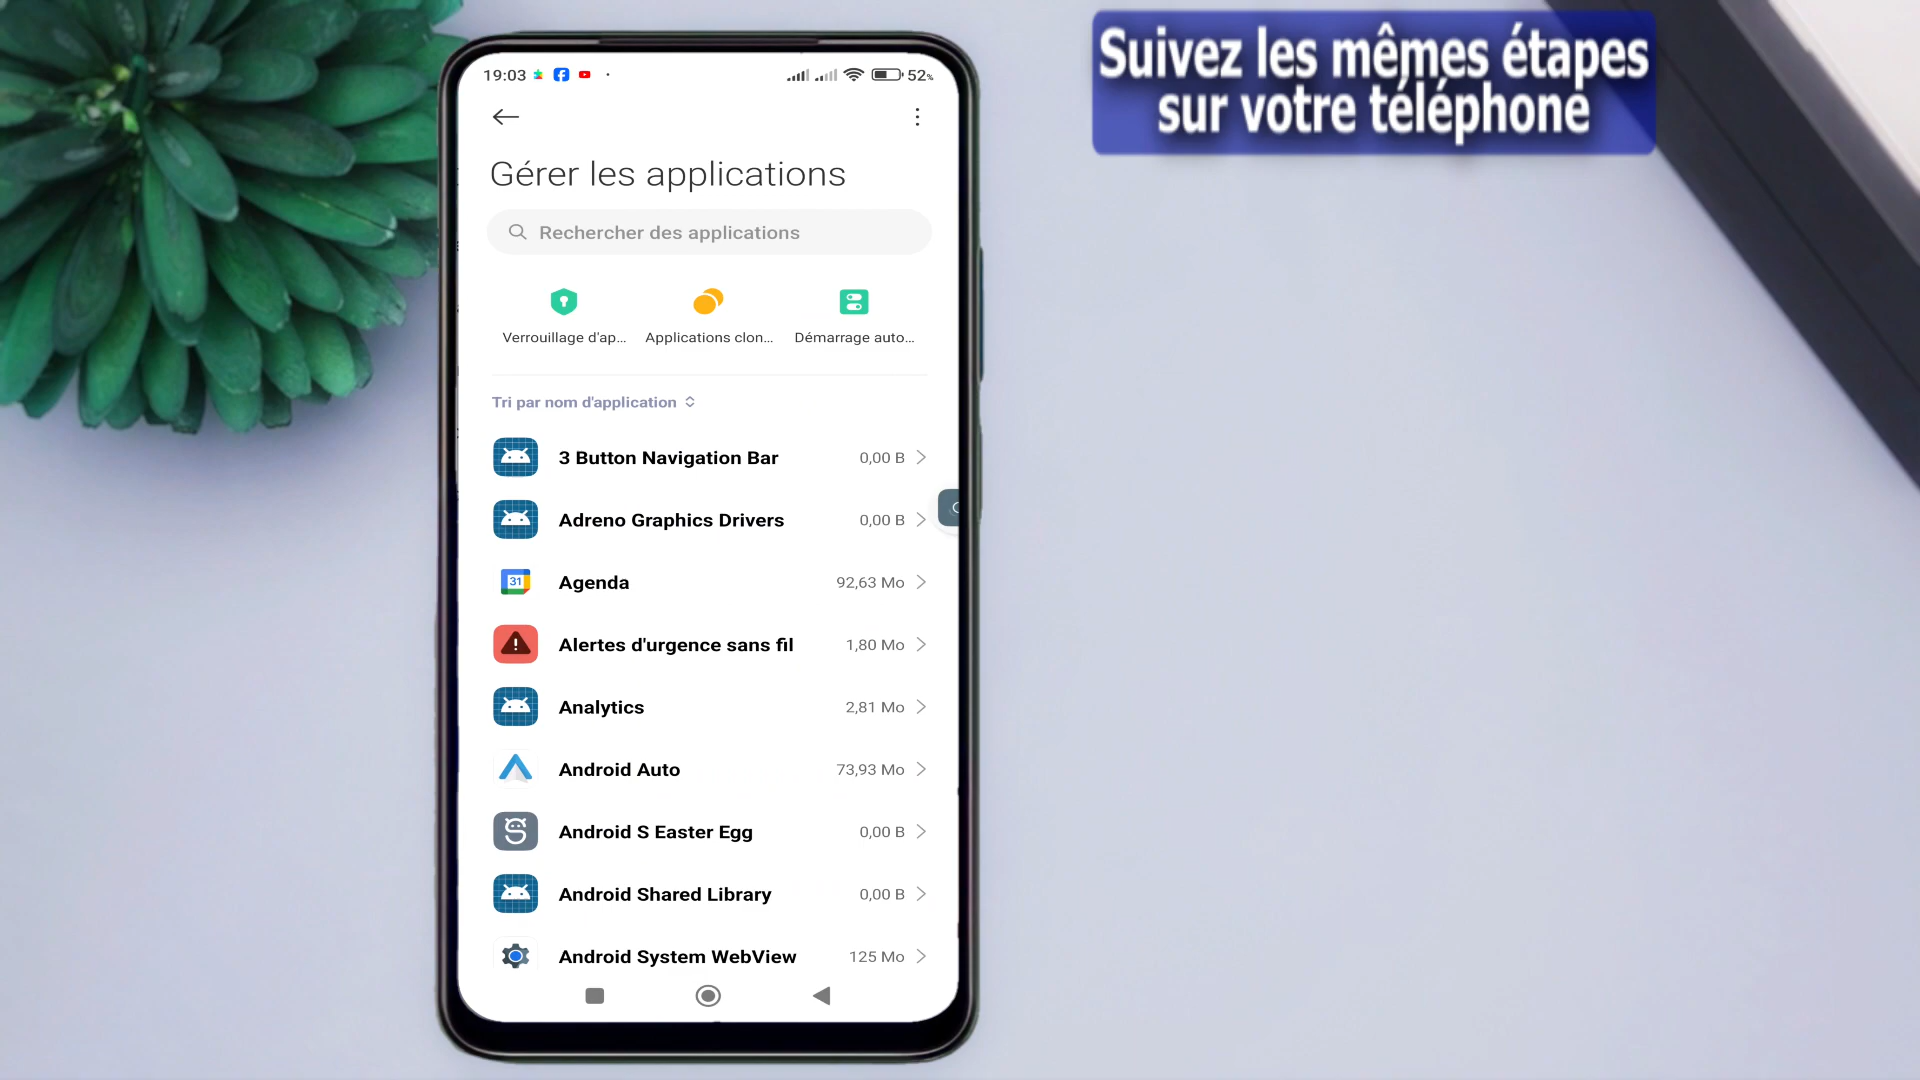 Suivez les mêmes étapes
sur votre téléphone
19:03
52%
Gérer les applications
Rechercher des applications
Verrouillage d'ap...
Applications clon...
Démarrage auto...
Tri par nom d'application
3 Button Navigation Bar 0,00 B
Adreno Graphics Drivers 0,00 B
31 Agenda 92,63 Mo
Alertes d'urgence sans fil 1,80 Mo
Analytics 2,81 Mo
Android Auto 73,93 Mo
Android S Easter Egg 0,00 B
Android Shared Library 0,00 B
Android System WebView 125 Mo